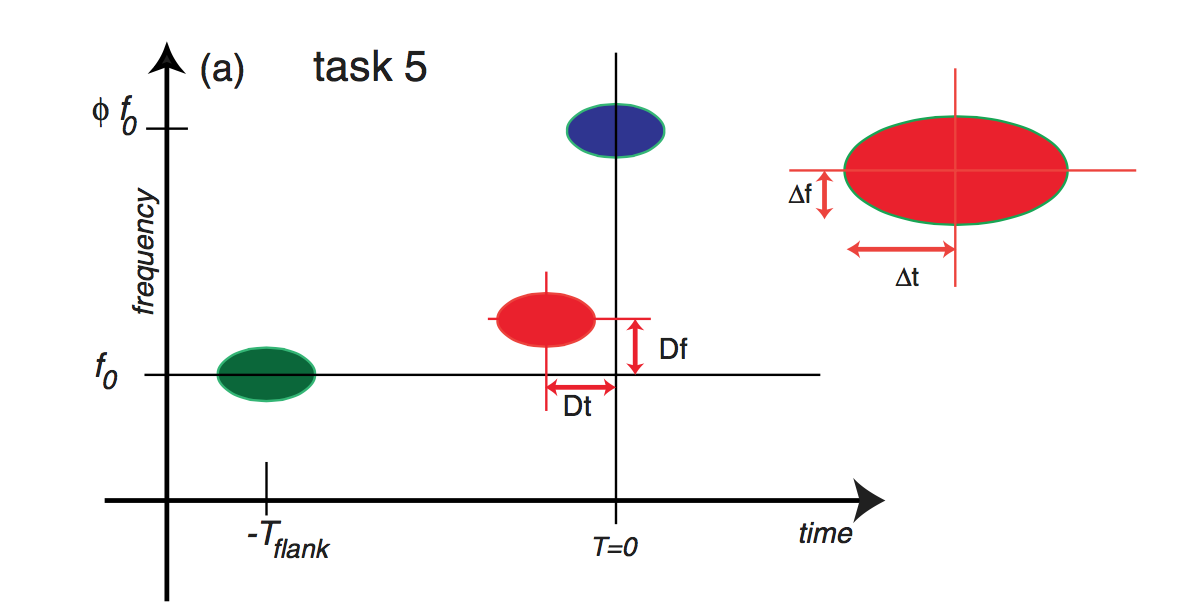 (a) task 5
ϕ f0
frequency
Δf
Δt
Df
f0
Dt
-Tflank
T=0
time